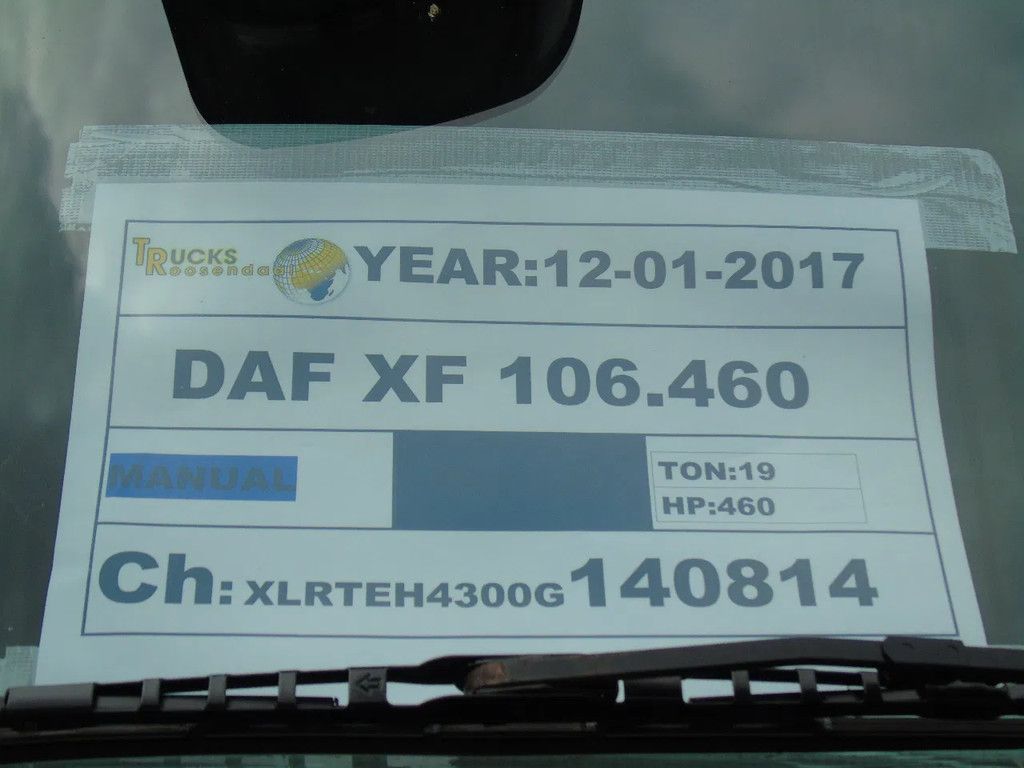 TRUCKS
Roosendaal
YEAR:12-01-2017
DAF XF 106.460
MANUAL
TON:19
HP:460
Ch: XLRTEH4300G140814